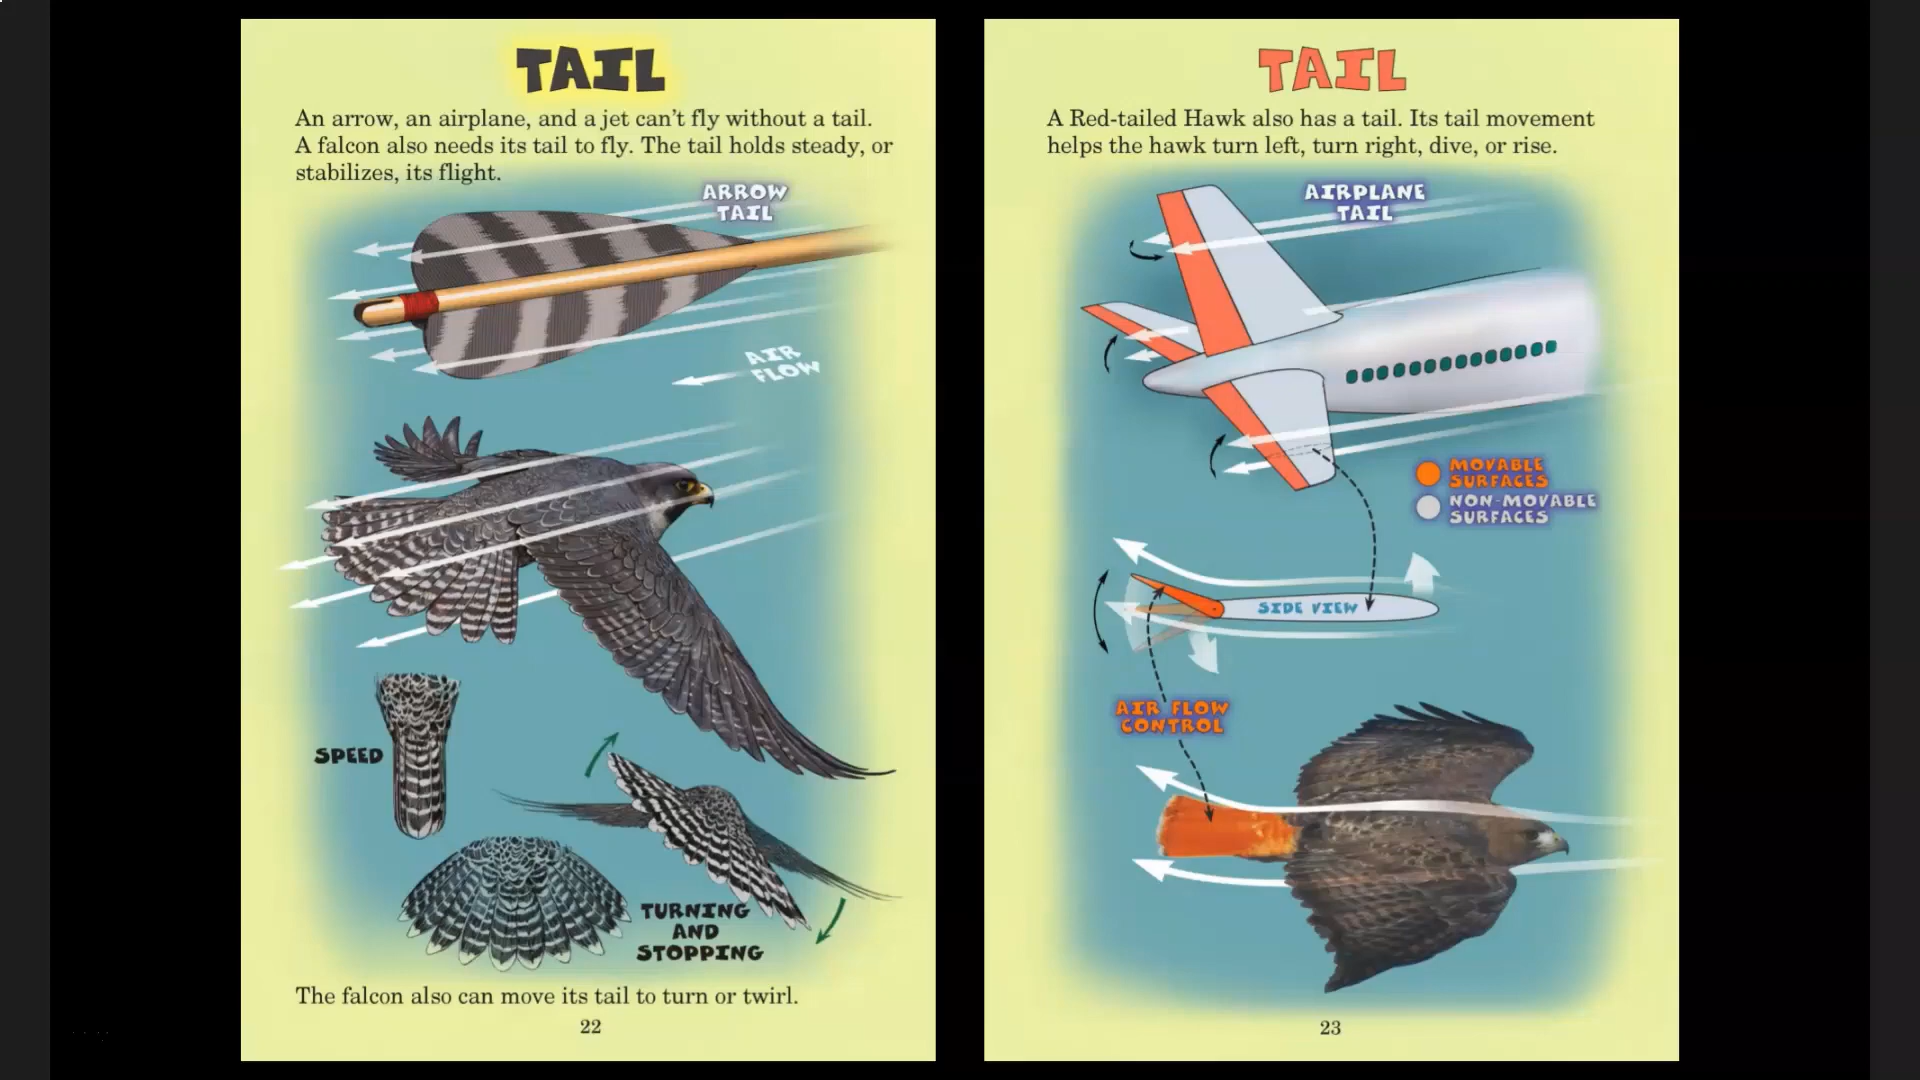 TAIL
An arrow, an airplane, and a jet can't fly without a tail.
A falcon also needs its tail to fly. The tail holds steady, or
stabilizes, its flight.
ARROW
TAIL
AIR
FLOW
SPEED
TURNING
AND
STOPPING
The falcon also can move its tail to turn or twirl.
22
TAIL
A Red-tailed Hawk also has a tail. Its tail movement
helps the hawk turn left, turn right, dive, or rise.
AIRPLANE
TAIL
MOVABLE
SURFACES
NON-MOVABLE
SURFACES
SIDE VIEW
AIR FLOW
CONTROL
23